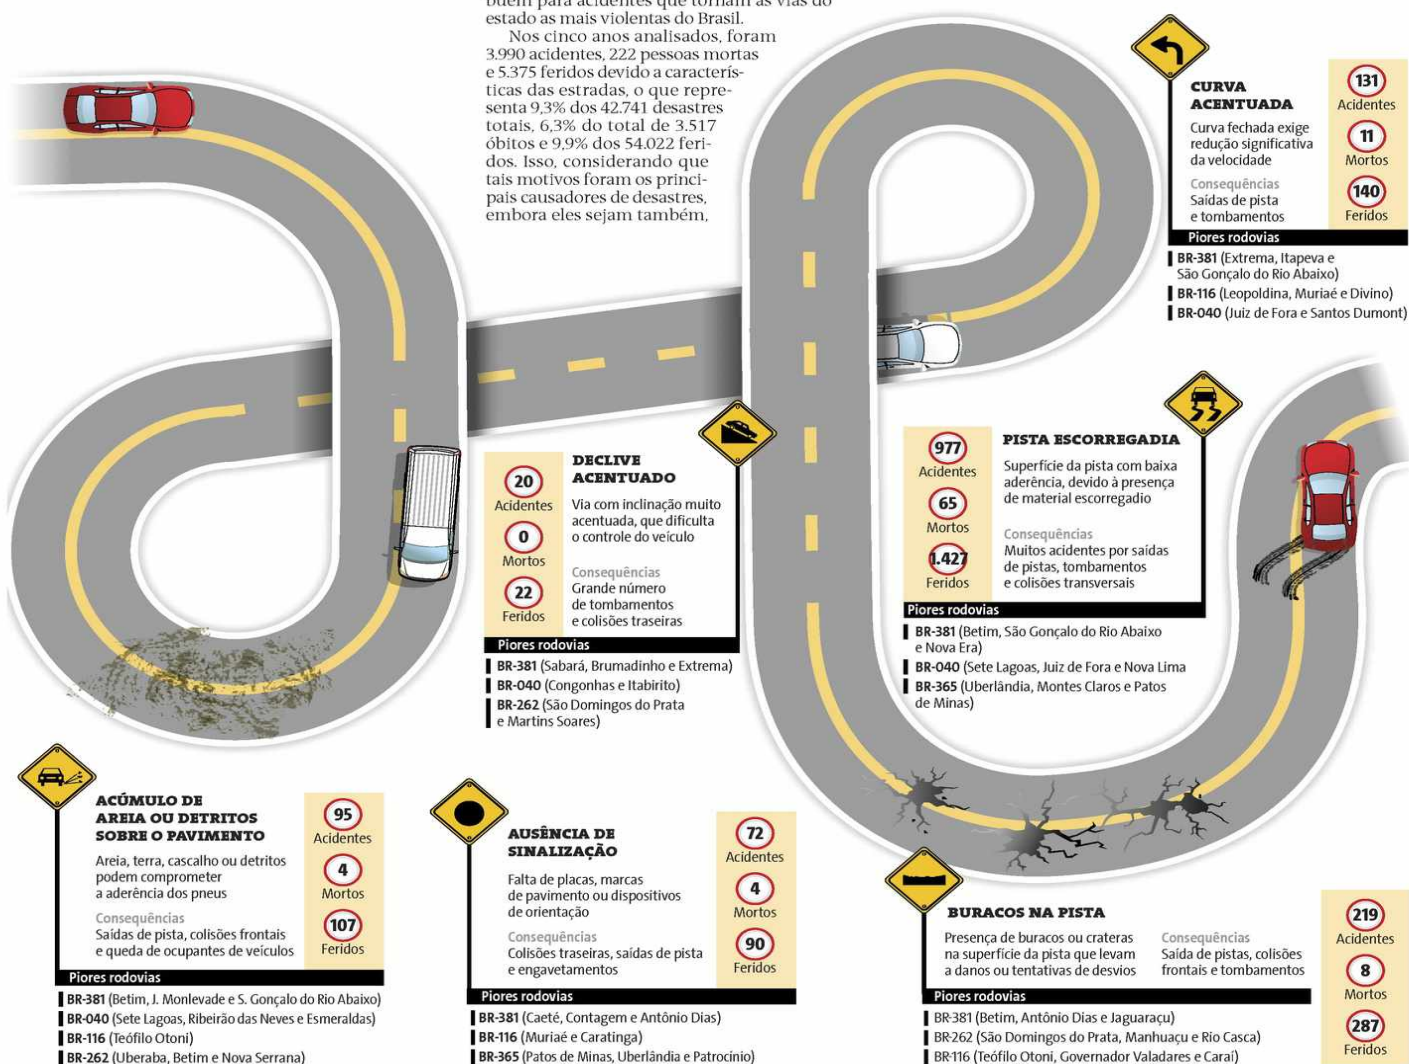 buem para acidentes que tornam as vias do
estado as mais violentas do Brasil.
Nos cinco anos analisados, foram
3.990 acidentes, 222 pessoas mortas
e 5.375 feridos devido a caracterís-
ticas das estradas, o que repre-
senta 9,3% dos 42.741 desastres
totais, 6,3% do total de 3.517
óbitos e 9,9% dos 54.022 feri-
dos. Isso, considerando que
tais motivos foram os princi-
pais causadores de desastres,
embora eles sejam também,
CURVA
ACENTUADA
Curva fechada exige
redução significativa
da velocidade
Consequências
Saídas de pista
e tombamentos
131
Acidentes
11
Mortos
140
Feridos
Piores rodovias
BR-381 (Extrema, Itapeva e
São Gonçalo do Rio Abaixo)
BR-116 (Leopoldina, Muriaé e Divino)
BR-040 (Juiz de Fora e Santos Dumont)
20
Acidentes
0
Mortos
22
Feridos
DECLIVE
ACENTUADO
Via com inclinação muito
acentuada, que dificulta
o controle do veículo
Consequências
Grande número
de tombamentos
e colisões traseiras
Piores rodovias
BR-381 (Sabará, Brumadinho e Extrema)
BR-040 (Congonhas e Itabirito)
BR-262 (São Domingos do Prata
e Martins Soares)
977
Acidentes
65
Mortos
1.427
Feridos
PISTA ESCORREGADIA
Superfície da pista com baixa
aderência, devido à presença
de material escorregadio
Consequências
Muitos acidentes por saídas
de pistas, tombamentos
e colisões transversais
Piores rodovias
BR-381 (Betim, São Gonçalo do Rio Abaixo
e Nova Era)
BR-040 (Sete Lagoas, Juiz de Fora e Nova Lima
BR-365 (Uberlândia, Montes Claros e Patos
de Minas)
ACÚMULO DE
AREIA OU DETRITOS
SOBRE O PAVIMENTO
Areia, terra, cascalho ou detritos
podem comprometer
a aderência dos pneus
Consequências
Saídas de pista, colisões frontais
e queda de ocupantes de veículos
95
Acidentes
4
Mortos
107
Feridos
Piores rodovias
BR-381 (Betim, J. Monlevade e S. Gonçalo do Rio Abaixo)
BR-040 (Sete Lagoas, Ribeirão das Neves e Esmeraldas)
BR-116 (Teófilo Otoni)
BR-262 (Uberaba, Betim e Nova Serrana)
AUSÊNCIA DE
SINALIZAÇÃO
Falta de placas, marcas
de pavimento ou dispositivos
de orientação
Consequências
Colisões traseiras, saídas de pista
e engavetamentos
72
Acidentes
4
Mortos
90
Feridos
Piores rodovias
BR-381 (Caeté, Contagem e Antônio Dias)
BR-116 (Muriaé e Caratinga)
BR-365 (Patos de Minas, Uberlândia e Patrocínio)
BURACOS NA PISTA
Presença de buracos ou crateras
na superfície da pista que levam
a danos ou tentativas de desvios
Consequências
Saída de pistas, colisões
frontais e tombamentos
219
Acidentes
8
Mortos
287
Feridos
Piores rodovias
BR-381 (Betim, Antônio Dias e Jaguaraçu)
BR-262 (São Domingos do Prata, Manhuaçu e Rio Casca)
BR-116 (Teófilo Otoni, Governador Valadares e Caraí)